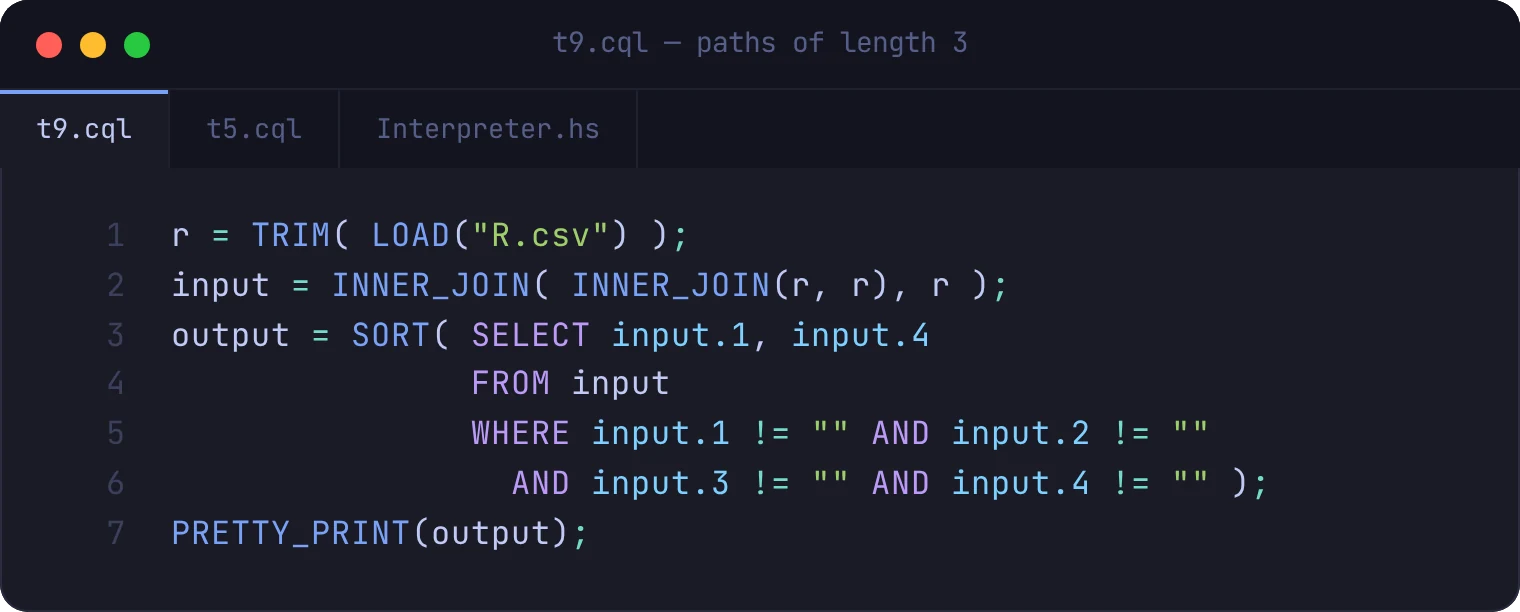 t9.cql — paths of length 3
t9.cql t5.cql Interpreter.hs
1 r = TRIM( LOAD("R.csv") );
2 input = INNER_JOIN( INNER_JOIN(r, r), r );
3 output = SORT( SELECT input.1, input.4
4                FROM input
5                WHERE input.1 != "" AND input.2 != ""
6                  AND input.3 != "" AND input.4 != "" );
7 PRETTY_PRINT(output);